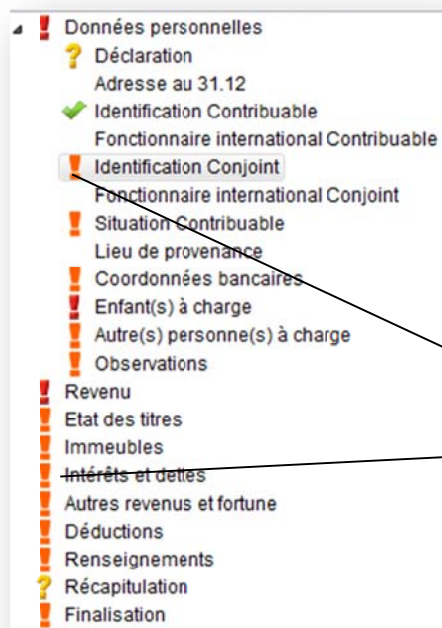 Données personnelles
Déclaration
Adresse au 31.12
Identification Contribuable
Fonctionnaire international Contribuable
Identification Conjoint
Fonctionnaire international Conjoint
Situation Contribuable
Lieu de provenance
Coordonnées bancaires
Enfant(s) à charge
Autre(s) personne(s) à charge
Observations
Revenu
Etat des titres
Immeubles
Intérêts et dettes
Autres revenus et fortune
Déductions
Renseignements
Récapitulation
Finalisation